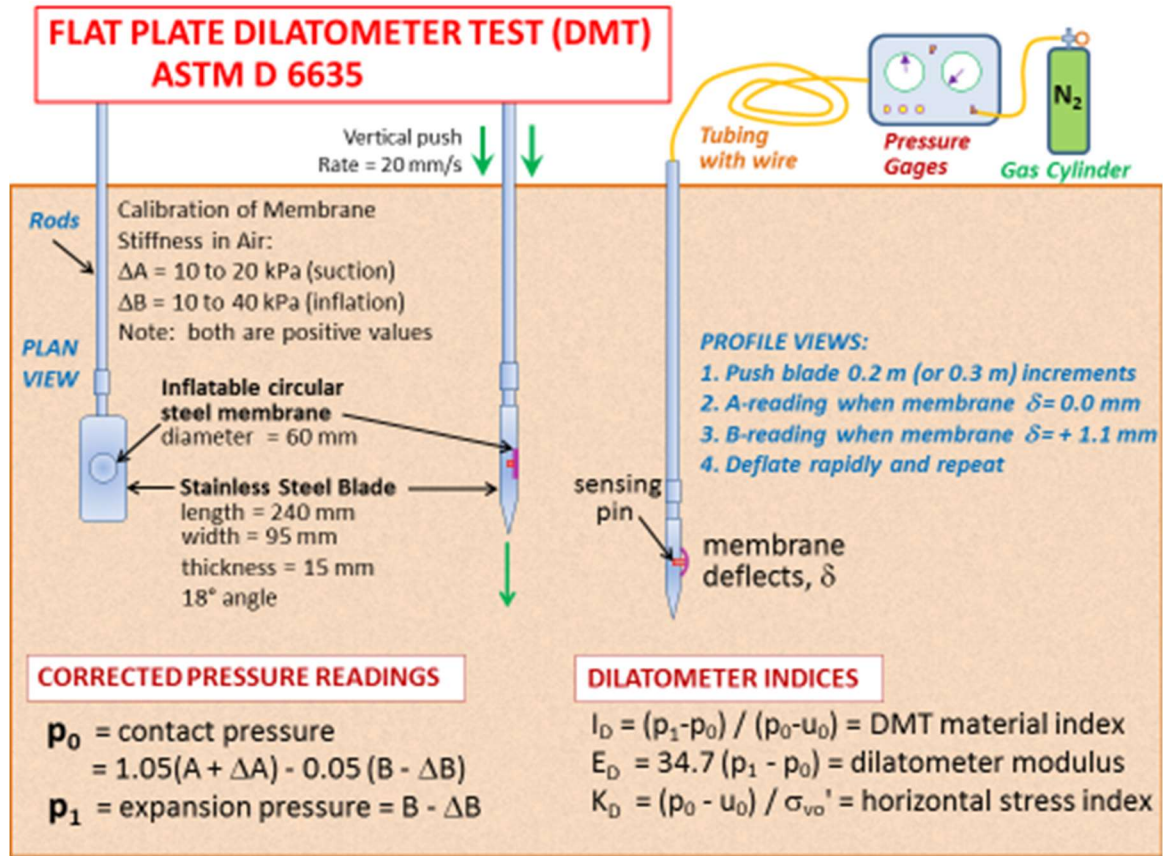 FLAT PLATE DILATOMETER TEST (DMT)
ASTM D 6635
Vertical push
Rate = 20 mm/s
Tubing
with wire
Pressure
Gages
N₂
Gas Cylinder
Rods
Calibration of Membrane
Stiffness in Air:
ΔA = 10 to 20 kPa (suction)
ΔB = 10 to 40 kPa (inflation)
Note: both are positive values
PLAN
VIEW
Inflatable circular
steel membrane
diameter = 60 mm
Stainless Steel Blade
length = 240 mm
width = 95 mm
thickness = 15 mm
18° angle
PROFILE VIEWS:
1. Push blade 0.2 m (or 0.3 m) increments
2. A-reading when membrane δ= 0.0 mm
3. B-reading when membrane δ= + 1.1 mm
4. Deflate rapidly and repeat
sensing
pin
membrane
deflects, δ
CORRECTED PRESSURE READINGS
p₀ = contact pressure
= 1.05(A + ΔA) - 0.05 (B - ΔB)
p₁ = expansion pressure = B - ΔB
DILATOMETER INDICES
I_D = (p₁-p₀) / (p₀-u₀) = DMT material index
E_D = 34.7 (p₁ - p₀) = dilatometer modulus
K_D = (p₀ - u₀) / σ_vo' = horizontal stress index